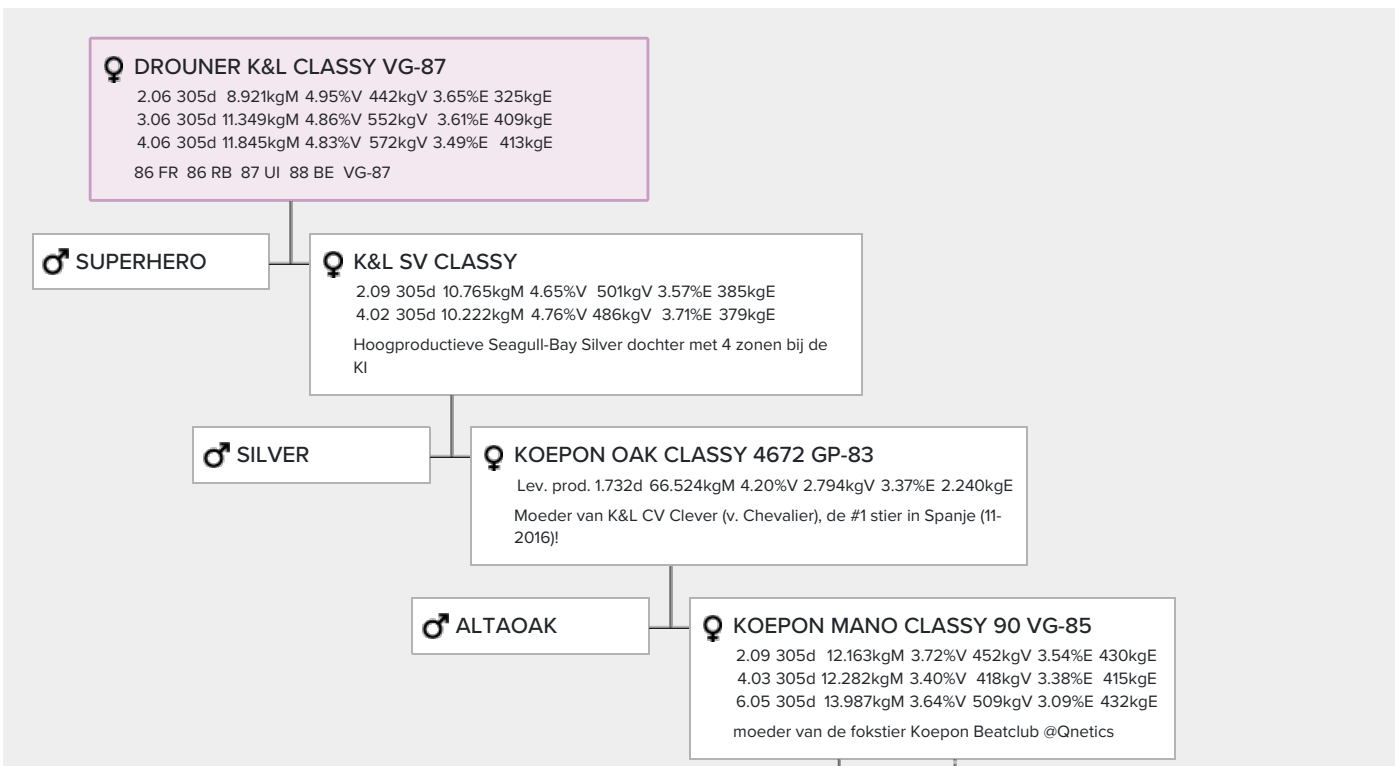 DROUNER K&L CLASSY VG-87
2.06 305d 8.921kgM 4.95%V 442kgV 3.65%E 325kgE
3.06 305d 11.349kgM 4.86%V 552kgV 3.61%E 409kgE
4.06 305d 11.845kgM 4.83%V 572kgV 3.49%E 413kgE
86 FR 86 RB 87 UI 88 BE VG-87
SUPERHERO
K&L SV CLASSY
2.09 305d 10.765kgM 4.65%V 501kgV 3.57%E 385kgE
4.02 305d 10.222kgM 4.76%V 486kgV 3.71%E 379kgE
Hoogproductieve Seagull-Bay Silver dochter met 4 zonen bij de
KI
SILVER
KOEPON OAK CLASSY 4672 GP-83
Lev. prod. 1.732d 66.524kgM 4.20%V 2.794kgV 3.37%E 2.240kgE
Moeder van K&L CV Clever (v. Chevalier), de #1 stier in Spanje (11-
2016)!
ALTAOAK
KOEPON MANO CLASSY 90 VG-85
2.09 305d 12.163kgM 3.72%V 452kgV 3.54%E 430kgE
4.03 305d 12.282kgM 3.40%V 418kgV 3.38%E 415kgE
6.05 305d 13.987kgM 3.64%V 509kgV 3.09%E 432kgE
moeder van de fokstier Koepon Beatclub @Qnetics